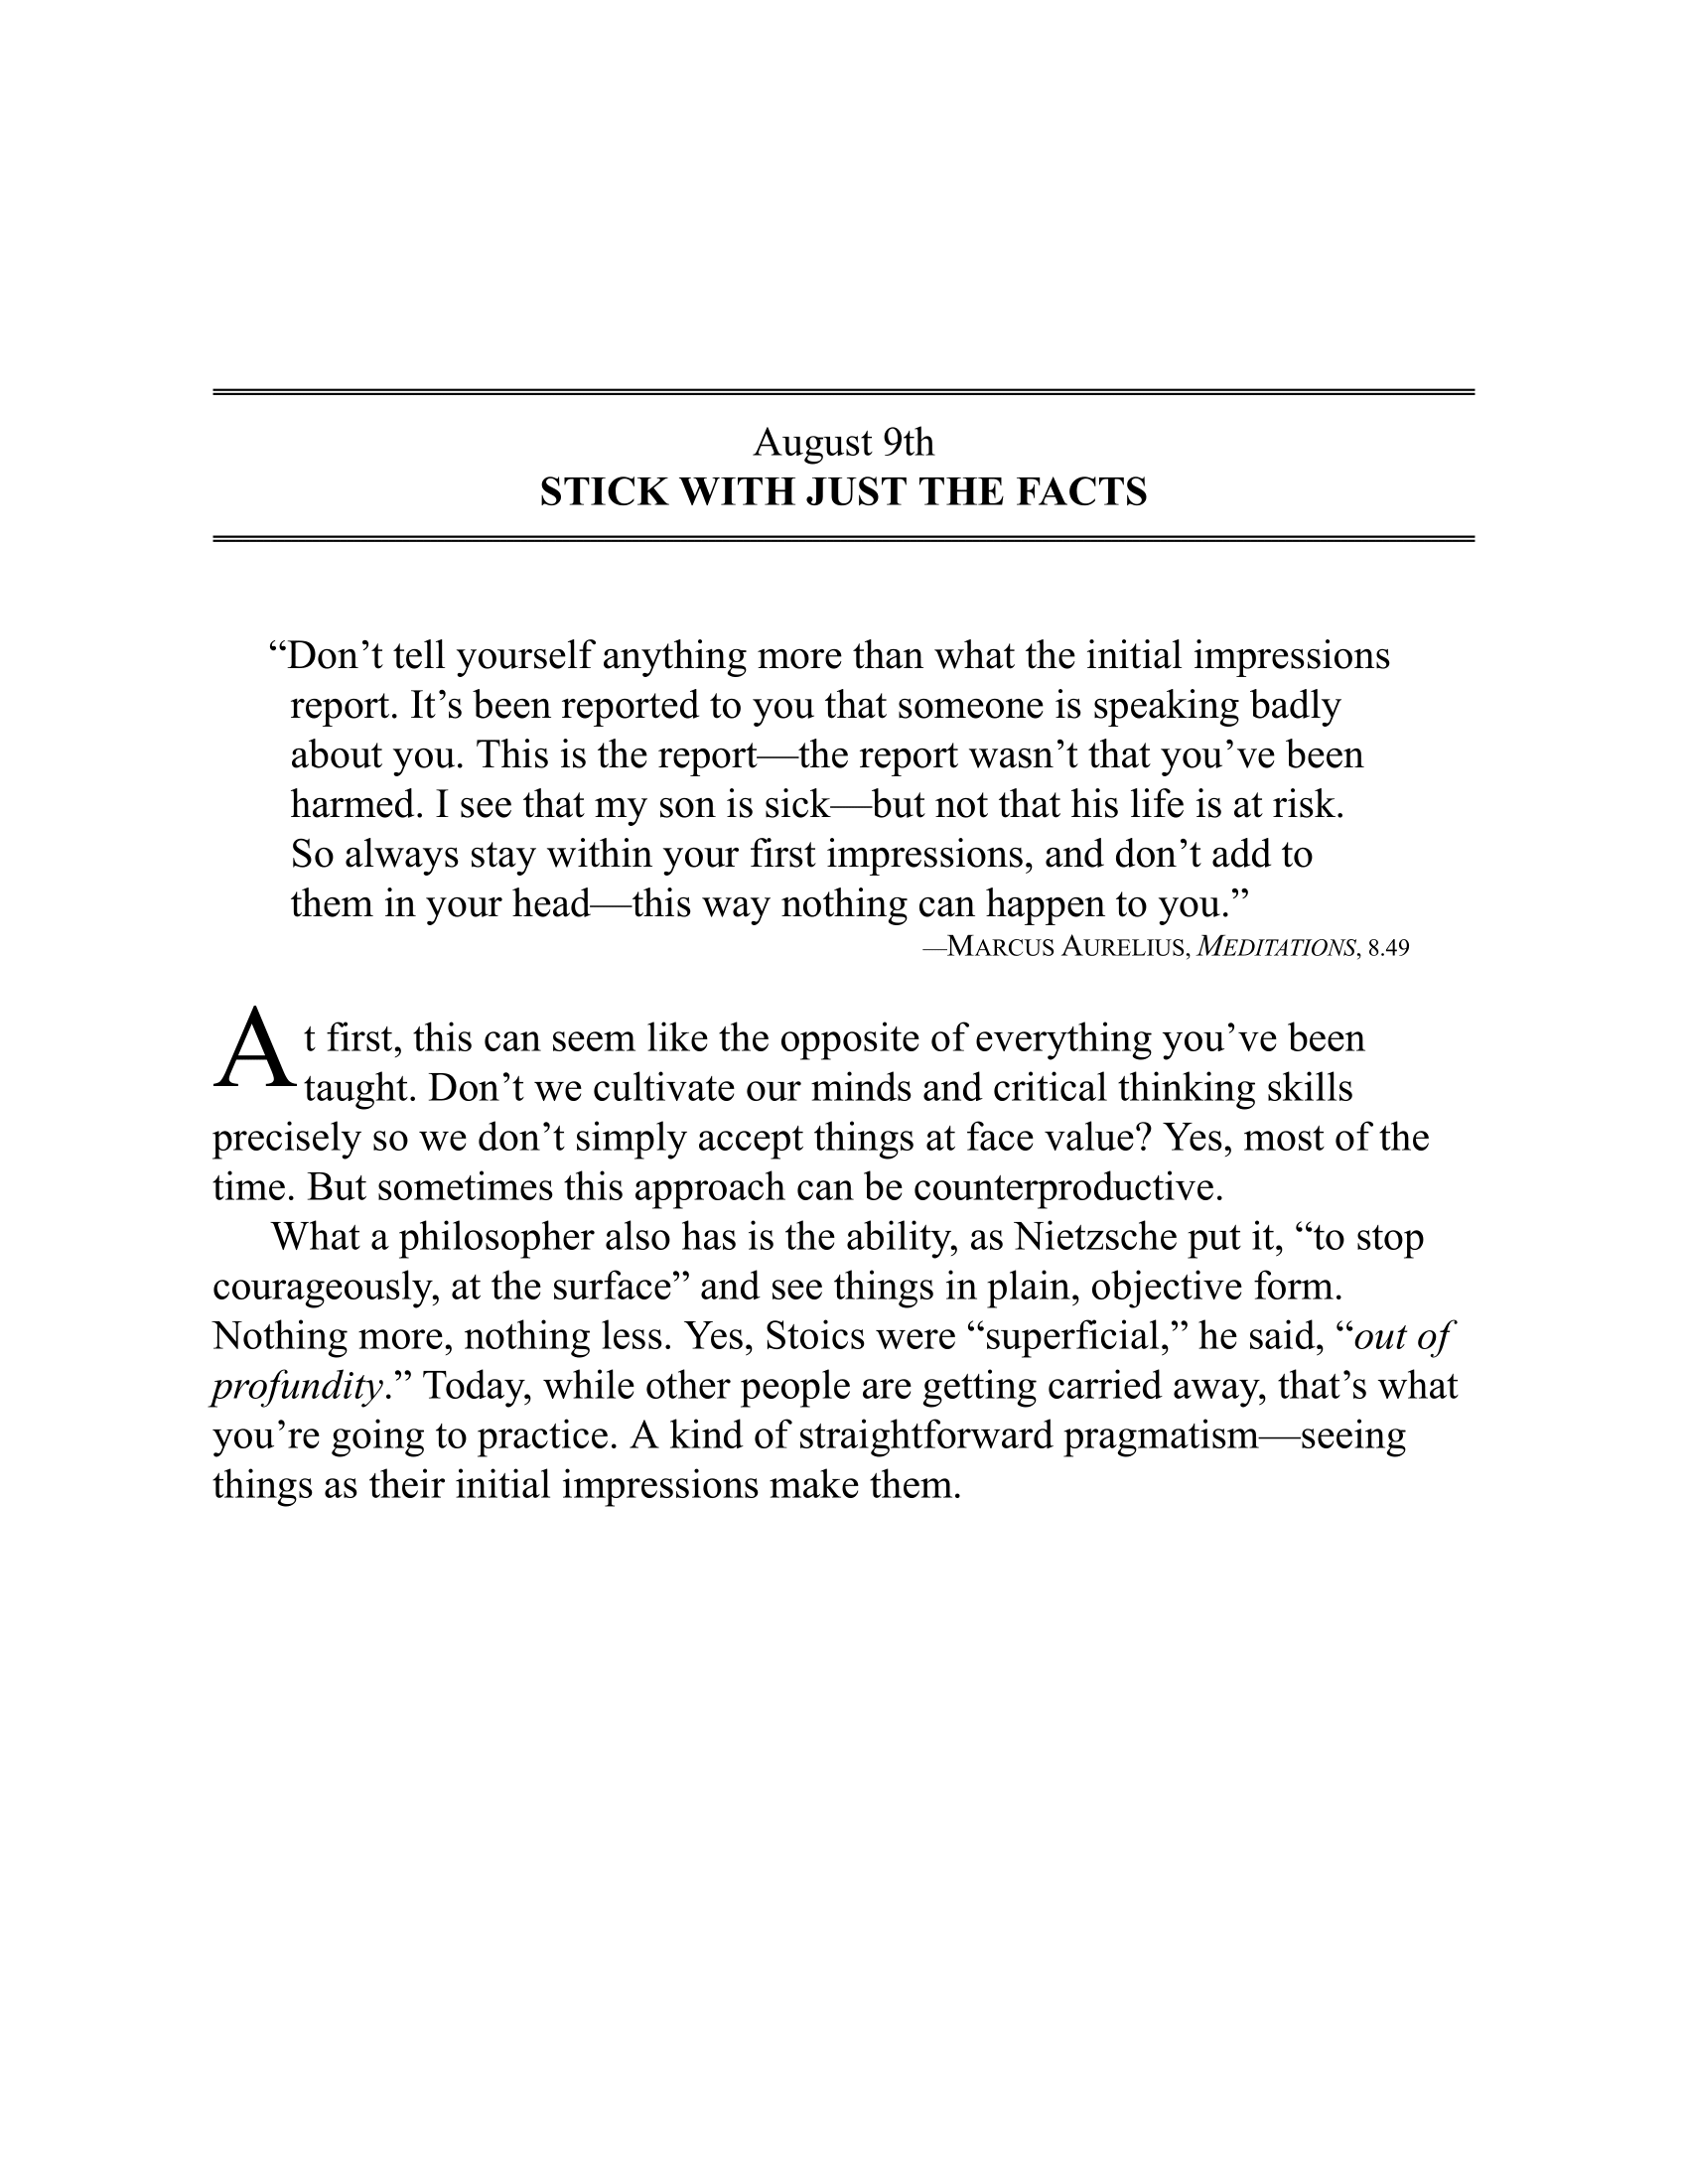 August 9th
STICK WITH JUST THE FACTS
“Don’t tell yourself anything more than what the initial impressions
report. It’s been reported to you that someone is speaking badly
about you. This is the report—the report wasn’t that you’ve been
harmed. I see that my son is sick—but not that his life is at risk.
So always stay within your first impressions, and don’t add to
them in your head—this way nothing can happen to you.”
—MARCUS AURELIUS, MEDITATIONS, 8.49
At first, this can seem like the opposite of everything you’ve been
taught. Don’t we cultivate our minds and critical thinking skills
precisely so we don’t simply accept things at face value? Yes, most of the
time. But sometimes this approach can be counterproductive.
What a philosopher also has is the ability, as Nietzsche put it, “to stop
courageously, at the surface” and see things in plain, objective form.
Nothing more, nothing less. Yes, Stoics were “superficial,” he said, “out of
profundity.” Today, while other people are getting carried away, that’s what
you’re going to practice. A kind of straightforward pragmatism—seeing
things as their initial impressions make them.